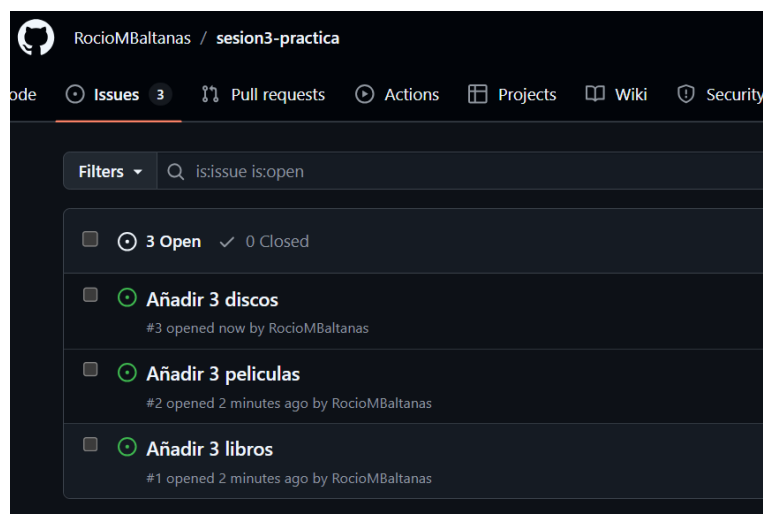 RocioMBaltanas / sesion3-practica
ode Issues 3 Pull requests Actions Projects Wiki Security
Filters is:issue is:open
3 Open 0 Closed
Añadir 3 discos
#3 opened now by RocioMBaltanas
Añadir 3 peliculas
#2 opened 2 minutes ago by RocioMBaltanas
Añadir 3 libros
#1 opened 2 minutes ago by RocioMBaltanas